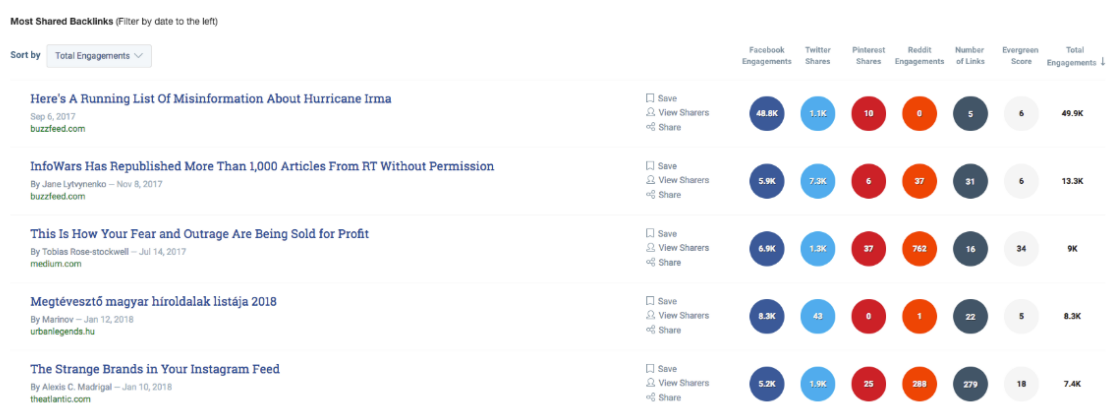 Most Shared Backlinks (Filter by date to the left)
Sort by Total Engagements
Facebook Engagements Twitter Shares Pinterest Shares Reddit Engagements Number of Links Evergreen Score Total Engagements ↓
Here's A Running List Of Misinformation About Hurricane Irma
Sep 6, 2017
buzzfeed.com
Save
View Sharers
Share
48.8K 1.1K 10 0 5 6 49.9K
InfoWars Has Republished More Than 1,000 Articles From RT Without Permission
By Jane Lytvynenko — Nov 8, 2017
buzzfeed.com
Save
View Sharers
Share
5.9K 7.3K 6 37 31 6 13.3K
This Is How Your Fear and Outrage Are Being Sold for Profit
By Tobias Rose-stockwell — Jul 14, 2017
medium.com
Save
View Sharers
Share
6.9K 1.3K 37 762 16 34 9K
Megtévesztő magyar híroldalak listája 2018
By Marinov — Jan 12, 2018
urbanlegends.hu
Save
View Sharers
Share
8.3K 43 0 1 22 5 8.3K
The Strange Brands in Your Instagram Feed
By Alexis C. Madrigal — Jan 10, 2018
theatlantic.com
Save
View Sharers
Share
5.2K 1.9K 25 288 279 18 7.4K